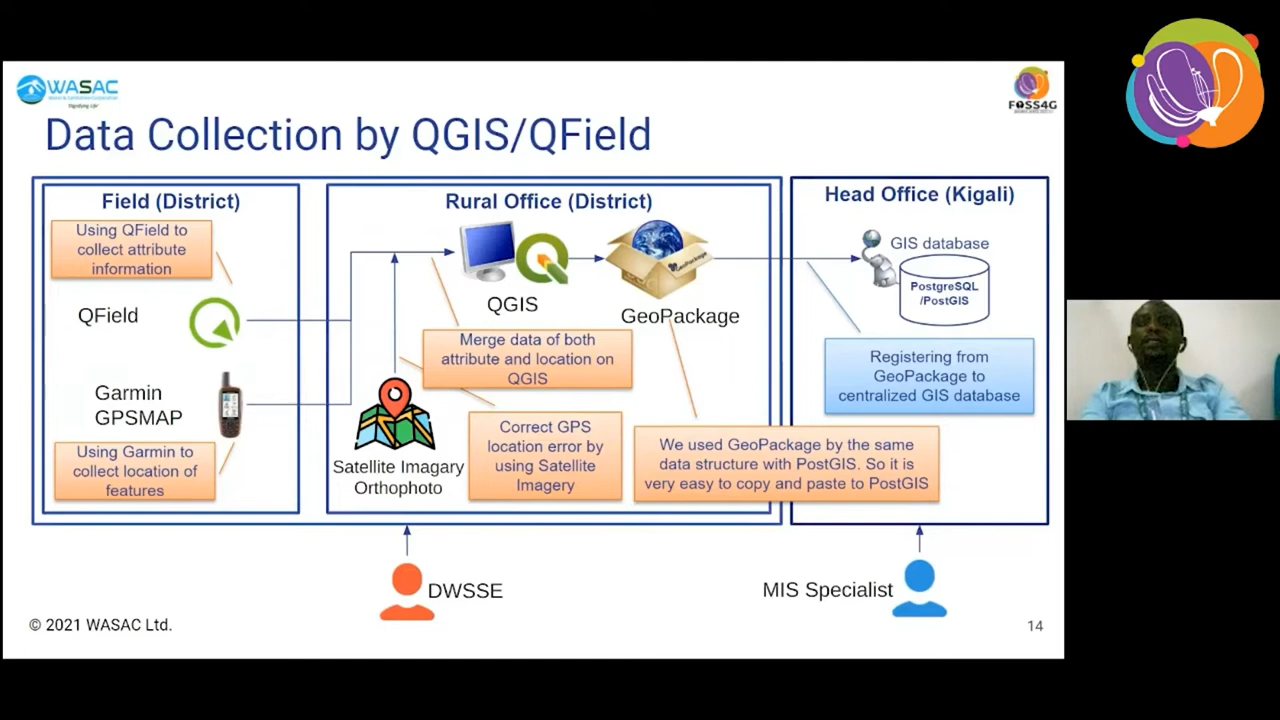 WASAC
FOSS4G
Data Collection by QGIS/QField
Field (District)
Using QField to
collect attribute
information
QField
Garmin
GPSMAP
Using Garmin to
collect location of
features
Rural Office (District)
QGIS
GeoPackage
GeoPackage
Merge data of both
attribute and location on
QGIS
Satellite Imagary
Orthophoto
Correct GPS
location error by
using Satellite
Imagery
We used GeoPackage by the same
data structure with PostGIS. So it is
very easy to copy and paste to PostGIS
Head Office (Kigali)
GIS database
PostgreSQL
/PostGIS
Registering from
GeoPackage to
centralized GIS database
DWSSE
MIS Specialist
© 2021 WASAC Ltd.
14